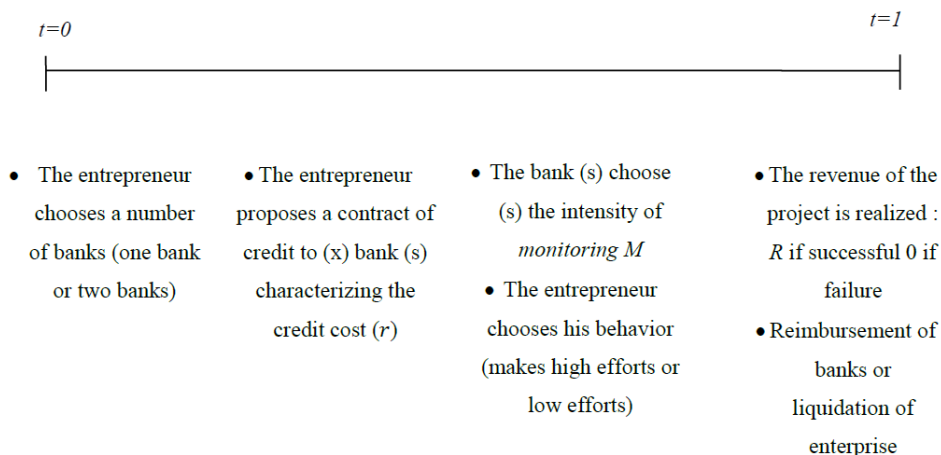 t=0
t=1
• The entrepreneur
chooses a number
of banks (one bank
or two banks)
• The entrepreneur
proposes a contract of
credit to (x) bank (s)
characterizing the
credit cost (r)
• The bank (s) choose
(s) the intensity of
monitoring M
• The entrepreneur
chooses his behavior
(makes high efforts or
low efforts)
• The revenue of the
project is realized :
R if successful 0 if
failure
• Reimbursement of
banks or
liquidation of
enterprise